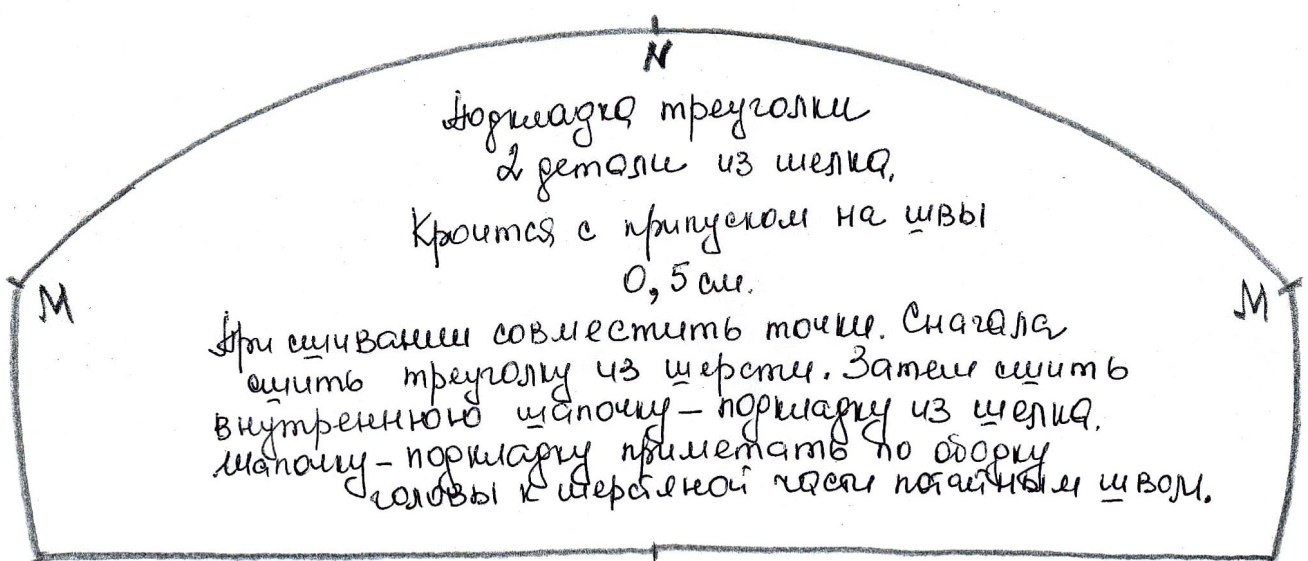 N
Подкладка треуголки
2 детали из шелка.
Кроится с припуском на швы
0,5 см.
M
M
При сшивании совместить точки. Сначала
сшить треуголку из шерсти. Затем сшить
внутреннюю шапочку – подкладку из шелка.
Шапочку – подкладку приметать по ободку
головы к шерстяной части потайным швом.